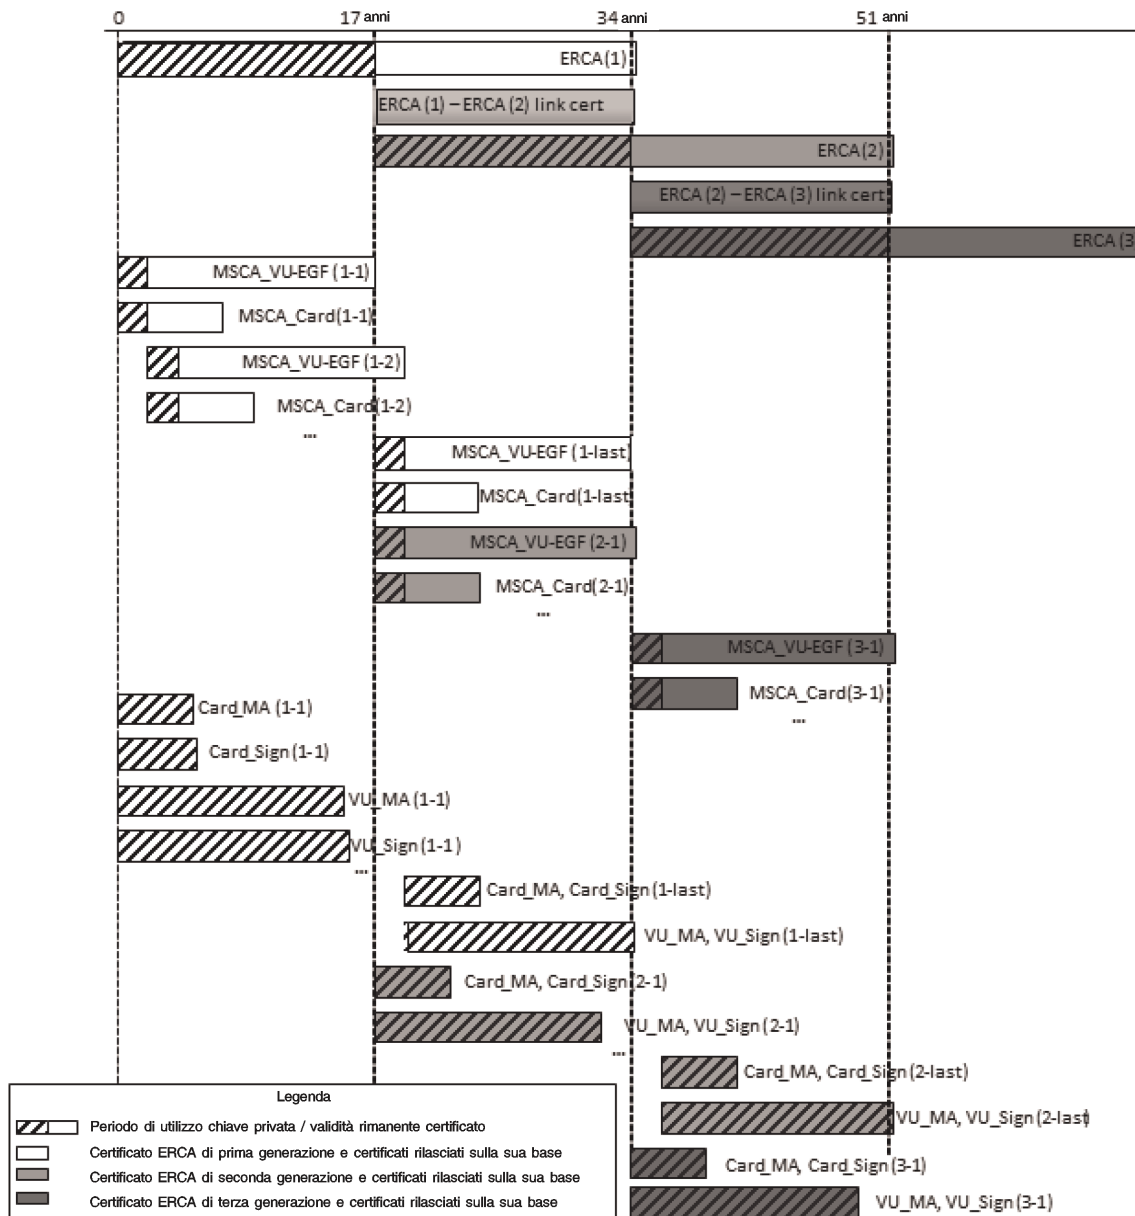 0 17 anni 34 anni 51 anni
ERCA (1)
ERCA (1) – ERCA (2) link cert
ERCA (2)
ERCA (2) – ERCA (3) link cert
ERCA (3
MSCA_VU-EGF (1-1)
MSCA_Card(1-1)
MSCA_VU-EGF (1-2)
MSCA_Card(1-2)
...
MSCA_VU-EGF (1-last)
MSCA_Card(1-last
MSCA_VU-EGF (2-1)
MSCA_Card(2-1)
...
MSCA_VU-EGF (3-1)
MSCA_Card(3-1)
...
Card_MA (1-1)
Card_Sign (1-1)
VU_MA (1-1)
VU_Sign (1-1)
...
Card_MA, Card_Sign (1-last)
VU_MA, VU_Sign (1-last)
Card_MA, Card_Sign (2-1)
VU_MA, VU_Sign (2-1)
...
Card_MA, Card_Sign (2-last)
VU_MA, VU_Sign (2-last)
Card_MA, Card_Sign (3-1)
VU_MA, VU_Sign (3-1)
Legenda
Periodo di utilizzo chiave privata / validità rimanente certificato
Certificato ERCA di prima generazione e certificati rilasciati sulla sua base
Certificato ERCA di seconda generazione e certificati rilasciati sulla sua base
Certificato ERCA di terza generazione e certificati rilasciati sulla sua base